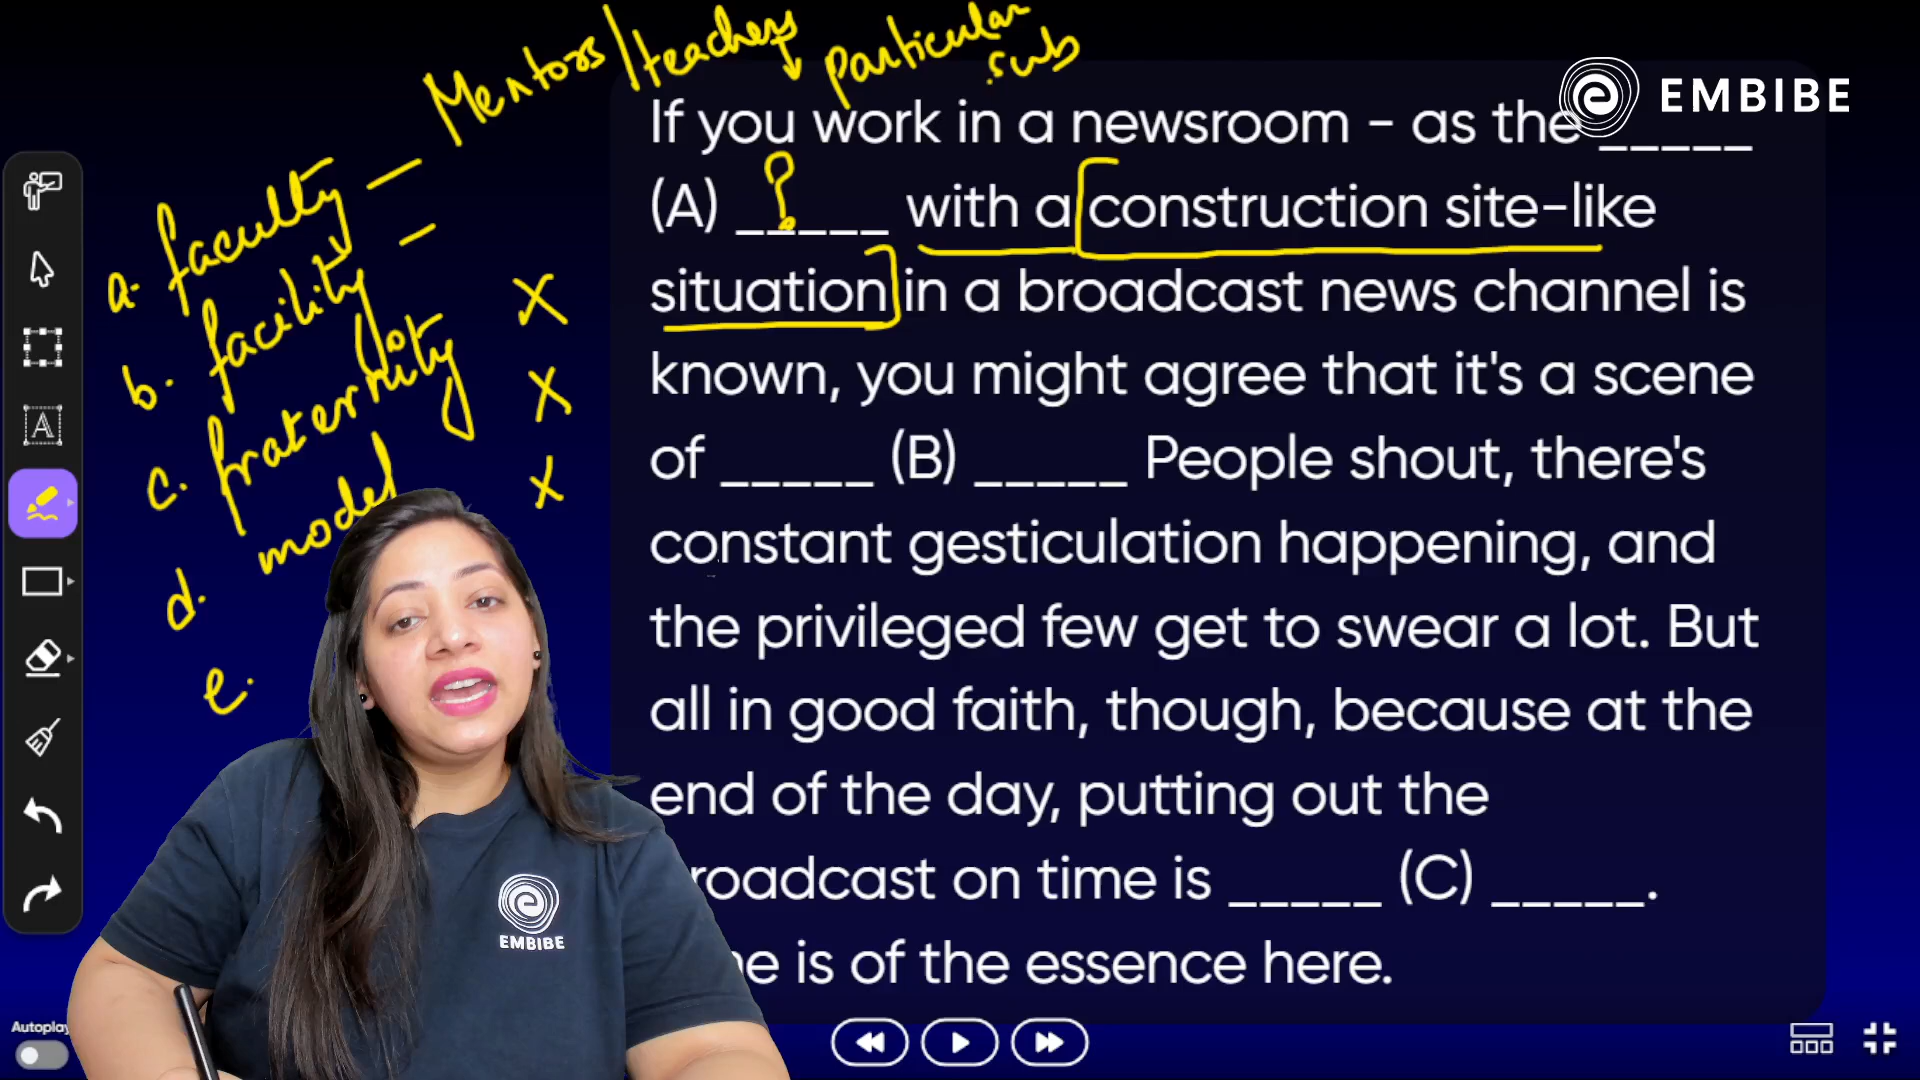 Mentors/teachers
particular
sub
EMBIBE
If you work in a newsroom - as the _____
(A) ? _____ with a construction site-like
situation in a broadcast news channel is
known, you might agree that it's a scene
of _____ (B) _____ People shout, there's
constant gesticulation happening, and
the privileged few get to swear a lot. But
all in good faith, though, because at the
end of the day, putting out the
roadcast on time is _____ (C) _____.
is of the essence here.
a. faculty -
b. facility -
c. fraternity x
d. model x
e. x
A
EMBIBE
Autoplay